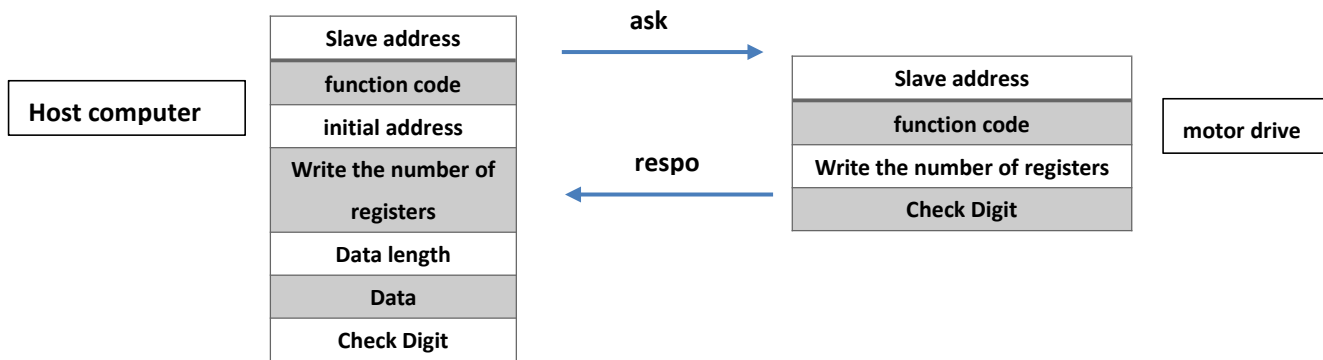 Host computer
Slave address
function code
initial address
Write the number of
registers
Data length
Data
Check Digit
ask
respo
Slave address
function code
Write the number of registers
Check Digit
motor drive